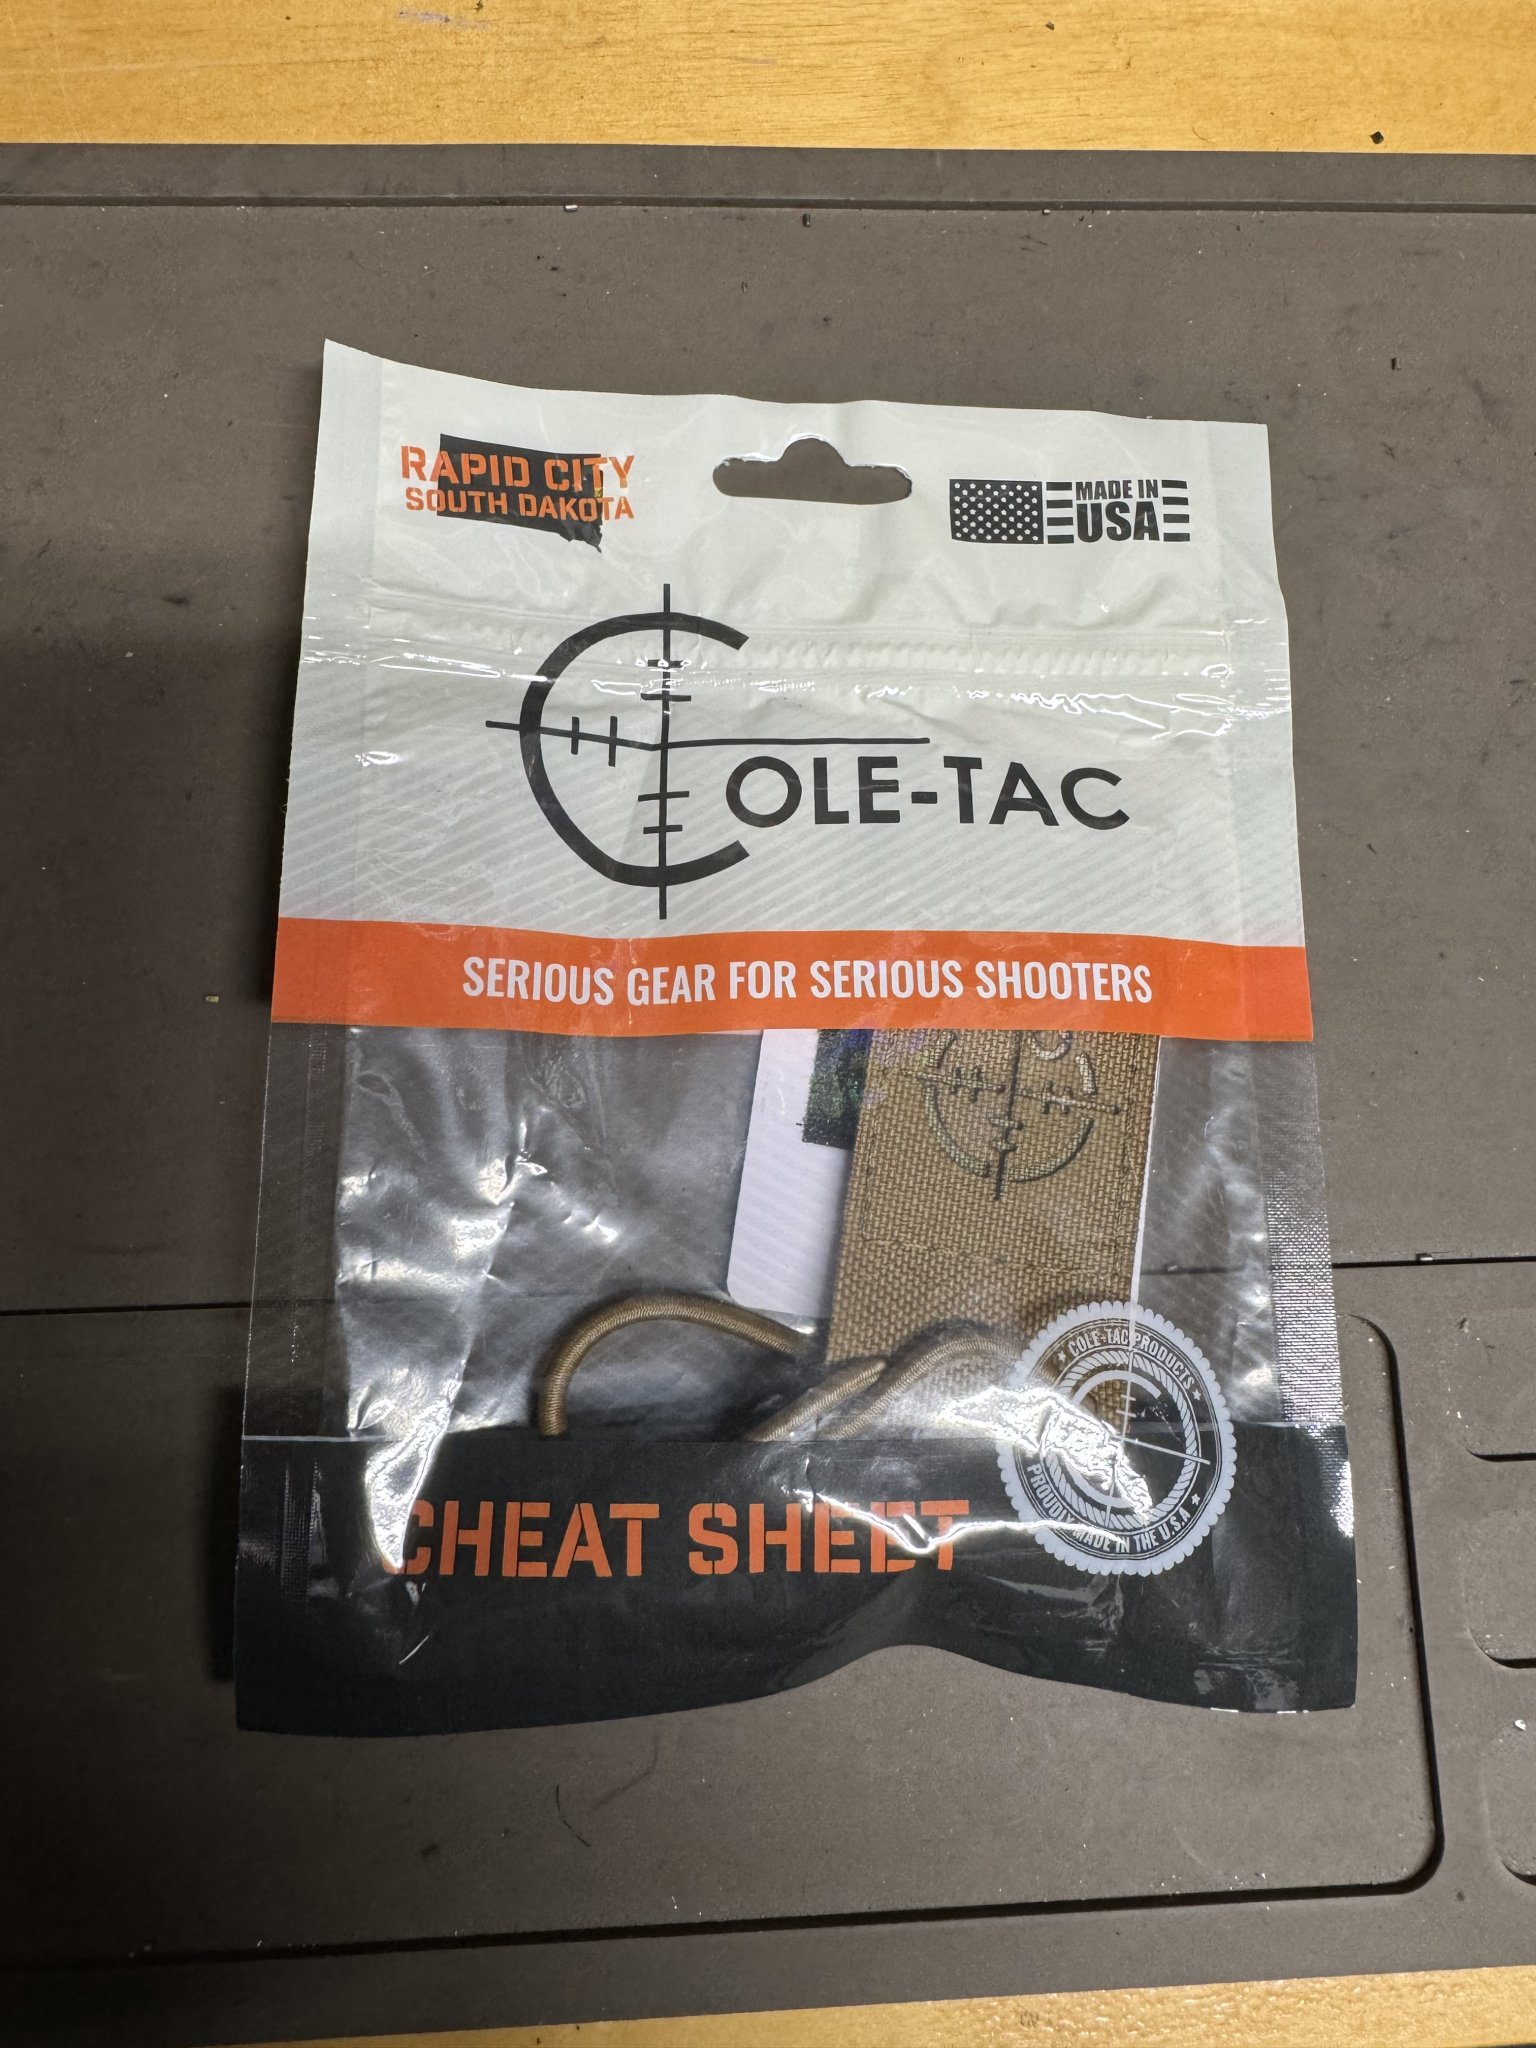 RAPID CITY
SOUTH DAKOTA
MADE IN
USA
COLE-TAC
SERIOUS GEAR FOR SERIOUS SHOOTERS
COLE-TAC PRODUCTS
PROUDLY MADE IN THE U.S.A
CHEAT SHEET